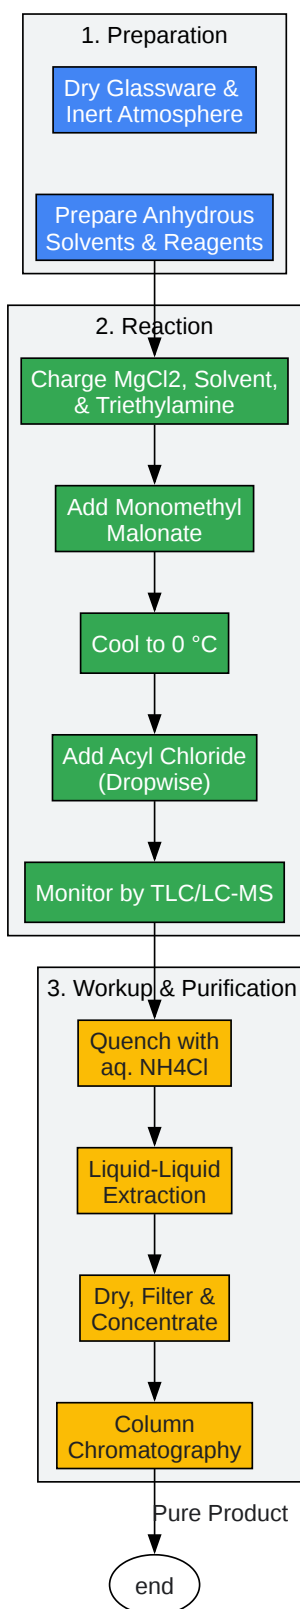 1. Preparation
Dry Glassware &
Inert Atmosphere
Prepare Anhydrous
Solvents & Reagents
2. Reaction
Charge MgCl2, Solvent,
& Triethylamine
Add Monomethyl
Malonate
Cool to 0 °C
Add Acyl Chloride
(Dropwise)
Monitor by TLC/LC-MS
3. Workup & Purification
Quench with
aq. NH4Cl
Liquid-Liquid
Extraction
Dry, Filter &
Concentrate
Column
Chromatography
Pure Product
end